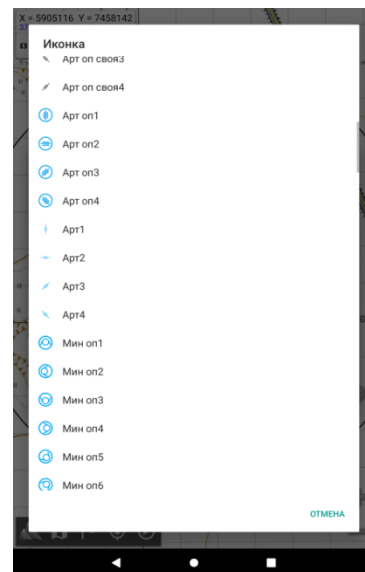 X = 5905116 Y = 7458142
37
Иконка
Арт оп своя3
Арт оп своя4
Арт оп1
Арт оп2
Арт оп3
Арт оп4
Арт1
Арт2
Арт3
Арт4
Мин оп1
Мин оп2
Мин оп3
Мин оп4
Мин оп5
Мин оп6
ОТМЕНА